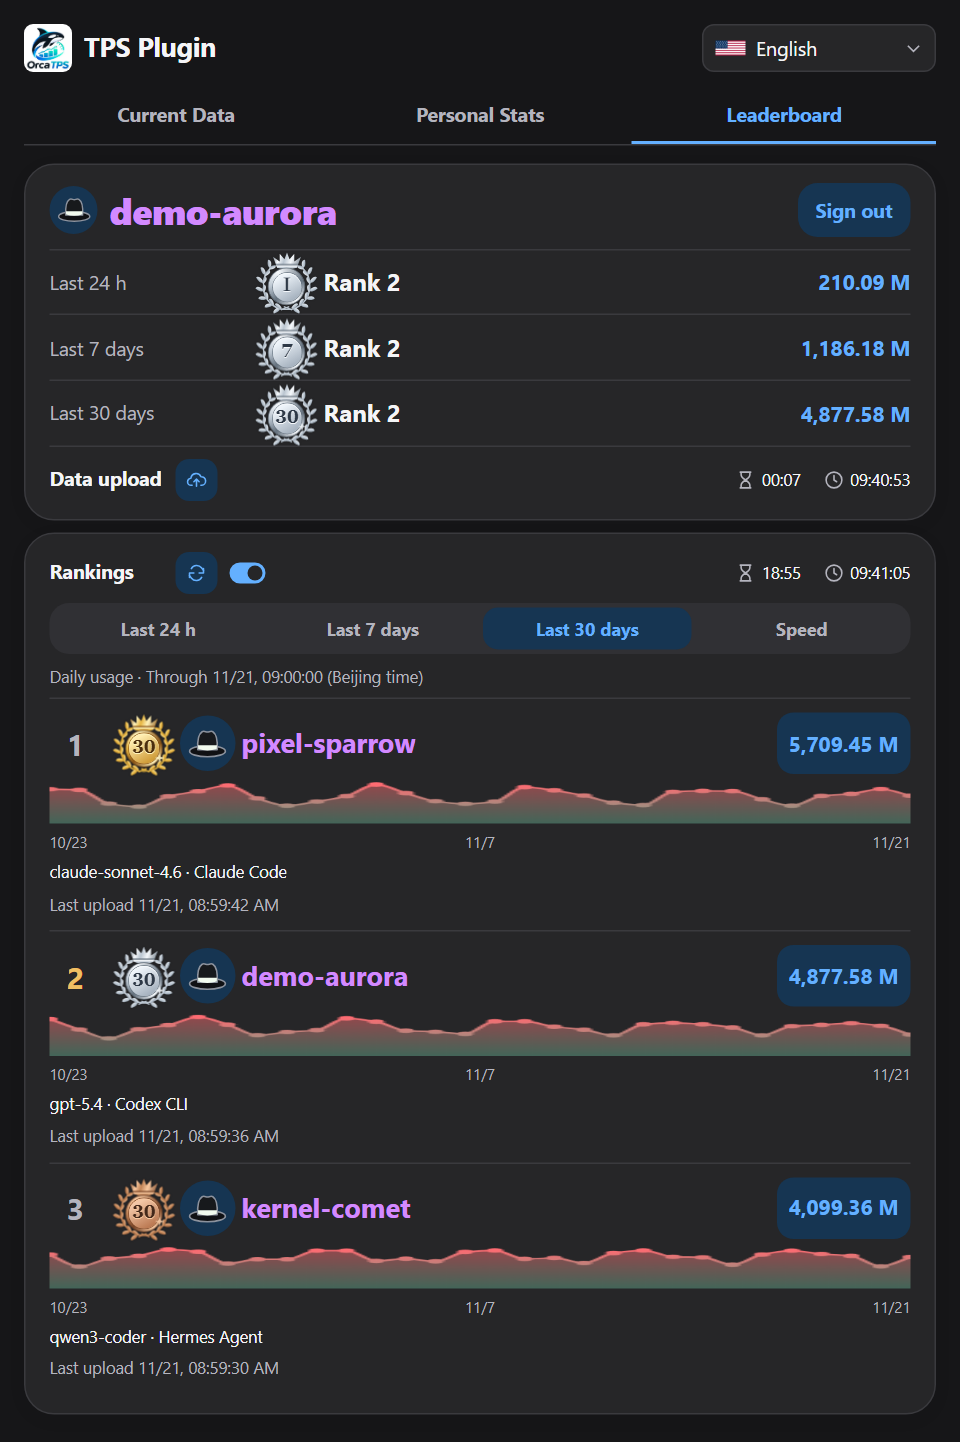 OrcaTPS
TPS Plugin
English
Current Data
Personal Stats
Leaderboard
demo-aurora
Sign out
Last 24 h
1
Rank 2
210.09 M
Last 7 days
7
Rank 2
1,186.18 M
Last 30 days
30
Rank 2
4,877.58 M
Data upload
00:07
09:40:53
Rankings
18:55
09:41:05
Last 24 h
Last 7 days
Last 30 days
Speed
Daily usage · Through 11/21, 09:00:00 (Beijing time)
1
30
pixel-sparrow
5,709.45 M
10/23
11/7
11/21
claude-sonnet-4.6 · Claude Code
Last upload 11/21, 08:59:42 AM
2
30
demo-aurora
4,877.58 M
10/23
11/7
11/21
gpt-5.4 · Codex CLI
Last upload 11/21, 08:59:36 AM
3
30
kernel-comet
4,099.36 M
10/23
11/7
11/21
qwen3-coder · Hermes Agent
Last upload 11/21, 08:59:30 AM